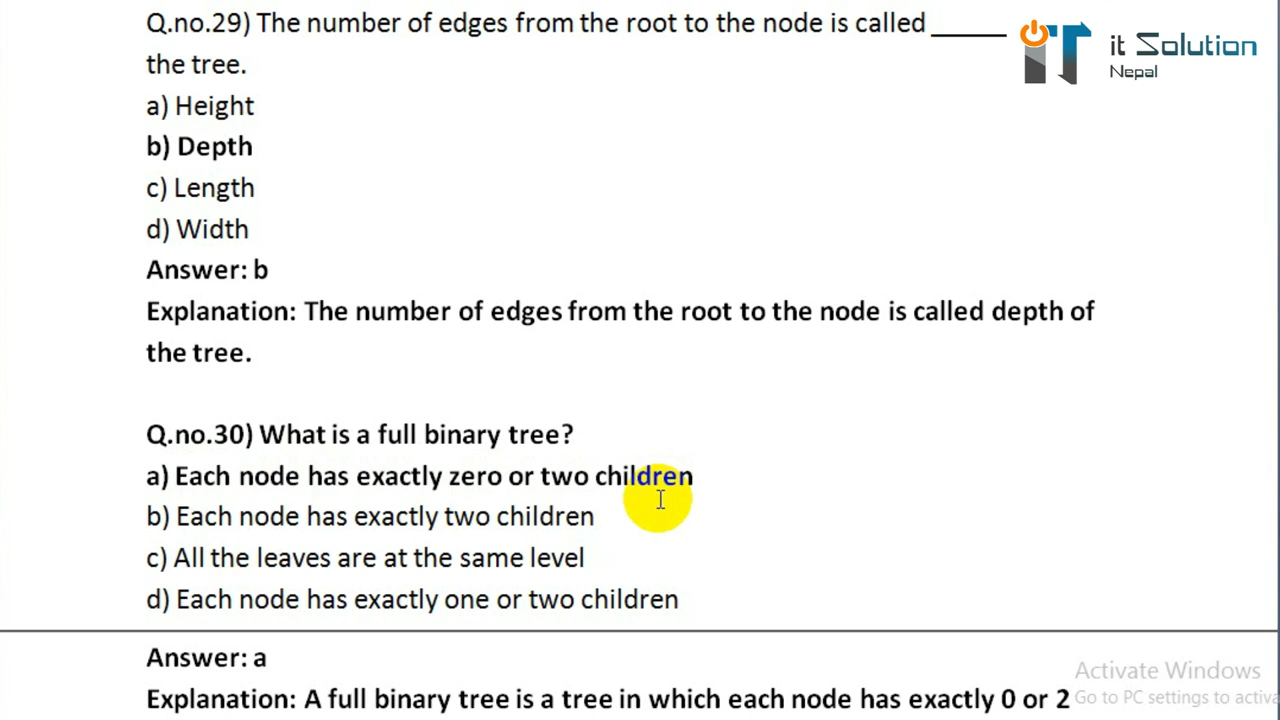 Q.no.29) The number of edges from the root to the node is called ______
the tree.
a) Height
b) Depth
c) Length
d) Width
Answer: b
Explanation: The number of edges from the root to the node is called depth of
the tree.
Q.no.30) What is a full binary tree?
a) Each node has exactly zero or two children
b) Each node has exactly two children
c) All the leaves are at the same level
d) Each node has exactly one or two children
Answer: a
Explanation: A full binary tree is a tree in which each node has exactly 0 or 2
iT it Solution
Nepal
Activate Windows
Go to PC settings to activa